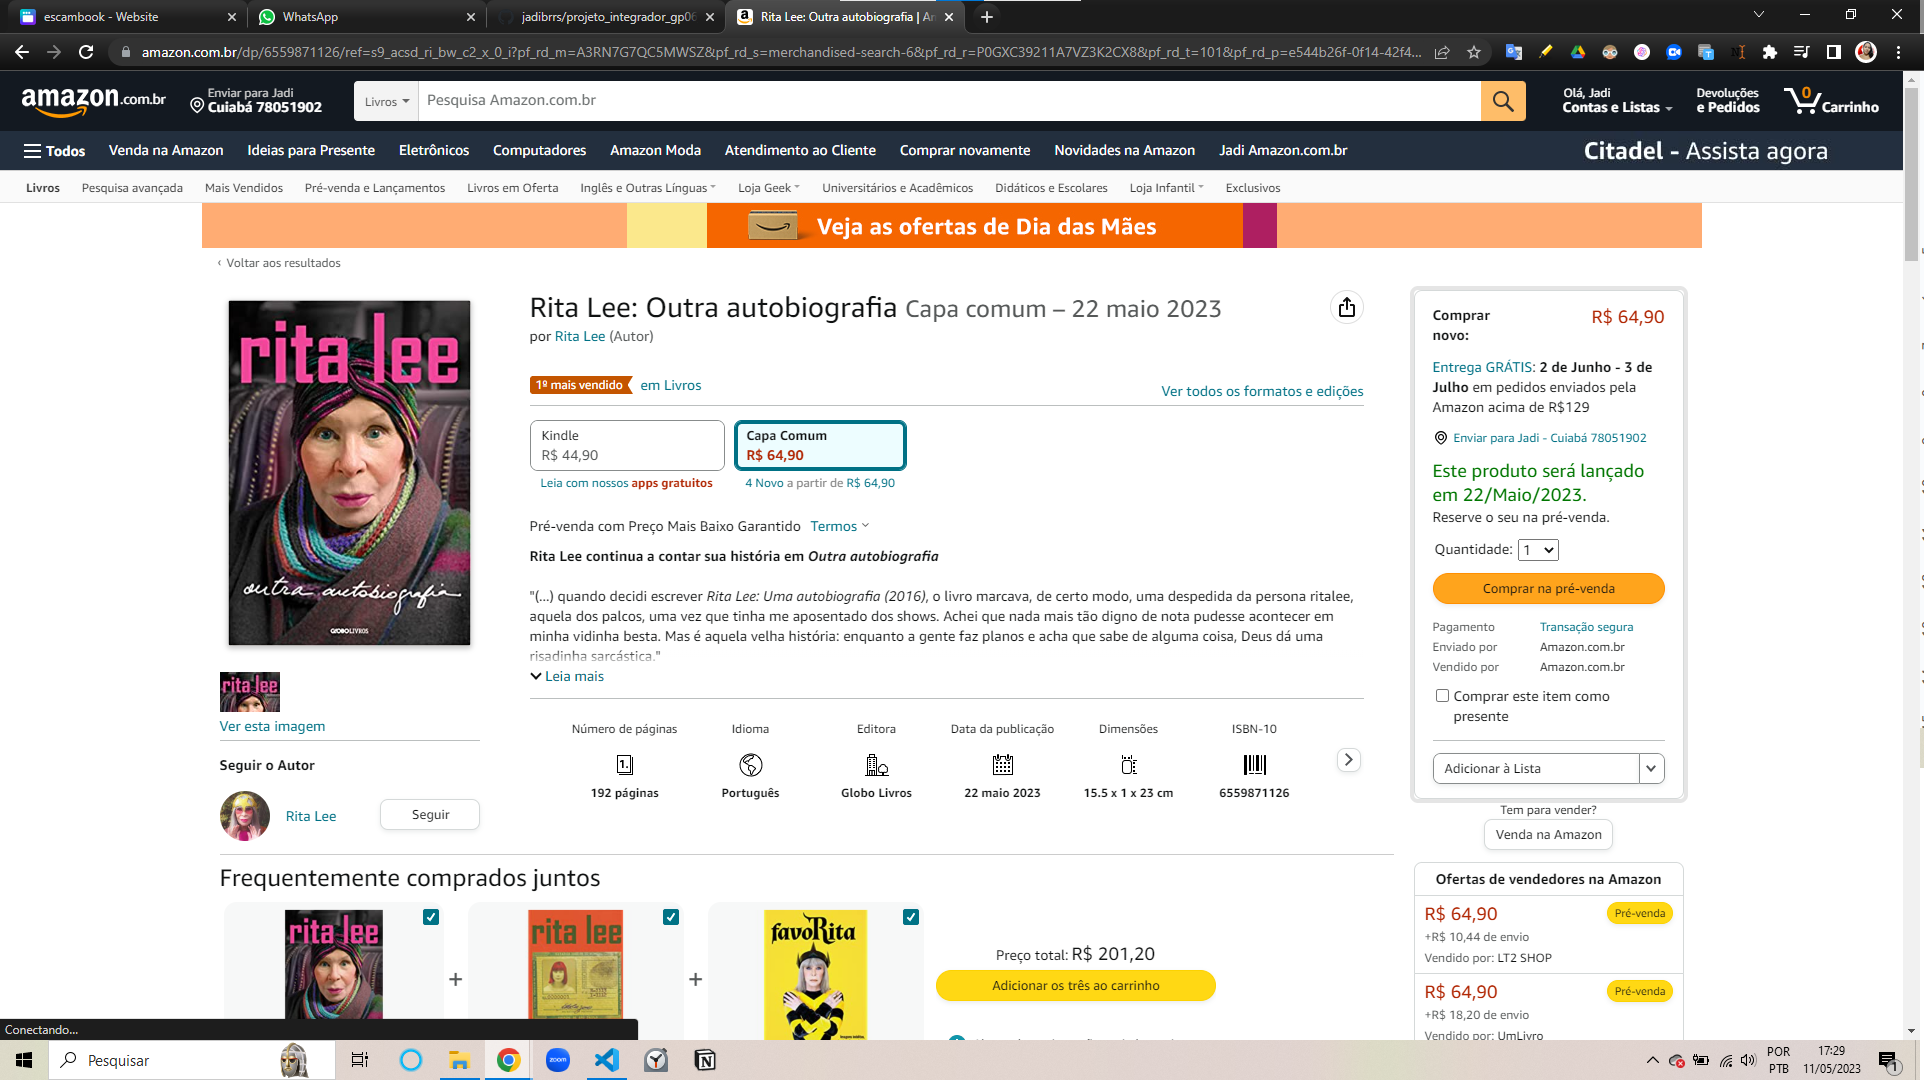 escambook - Website
WhatsApp
jadibrrs/projeto_integrador_gp06
Rita Lee: Outra autobiografia | Am
amazon.com.br/dp/6559871126/ref=s9_acsd_ri_bw_c2_x_0_i?pf_rd_m=A3RN7G7QC5MWSZ&pf_rd_s=merchandised-search-6&pf_rd_r=P0GXC39211A7VZ3K2CX8&pf_rd_t=101&pf_rd_p=e544b26f-0f14-42f4...
amazon.com.br
Enviar para Jadi
Cuiabá 78051902
Livros
Pesquisa Amazon.com.br
Olá, Jadi
Contas e Listas
Devoluções
e Pedidos
0
Carrinho
Todos
Venda na Amazon
Ideias para Presente
Eletrônicos
Computadores
Amazon Moda
Atendimento ao Cliente
Comprar novamente
Novidades na Amazon
Jadi Amazon.com.br
Citadel - Assista agora
Livros
Pesquisa avançada
Mais Vendidos
Pré-venda e Lançamentos
Livros em Oferta
Inglês e Outras Línguas
Loja Geek
Universitários e Acadêmicos
Didáticos e Escolares
Loja Infantil
Exclusivos
Veja as ofertas de Dia das Mães
‹ Voltar aos resultados
rita lee
outra autobiografia
GLOBOLIVROS
rita lee
Ver esta imagem
Seguir o Autor
Rita Lee
Seguir
Rita Lee: Outra autobiografia Capa comum – 22 maio 2023
por Rita Lee (Autor)
1º mais vendido em Livros
Ver todos os formatos e edições
Kindle
R$ 44,90
Leia com nossos apps gratuitos
Capa Comum
R$ 64,90
4 Novo a partir de R$ 64,90
Pré-venda com Preço Mais Baixo Garantido Termos
Rita Lee continua a contar sua história em Outra autobiografia
"(...) quando decidi escrever Rita Lee: Uma autobiografia (2016), o livro marcava, de certo modo, uma despedida da persona ritalee,
aquela dos palcos, uma vez que tinha me aposentado dos shows. Achei que nada mais tão digno de nota pudesse acontecer em
minha vidinha besta. Mas é aquela velha história: enquanto a gente faz planos e acha que sabe de alguma coisa, Deus dá uma
risadinha sarcástica."
Leia mais
Número de páginas
1.
192 páginas
Idioma
Português
Editora
Globo Livros
Data da publicação
22 maio 2023
Dimensões
15.5 x 1 x 23 cm
ISBN-10
6559871126
Comprar
novo:
R$ 64,90
Entrega GRÁTIS: 2 de Junho - 3 de
Julho em pedidos enviados pela
Amazon acima de R$129
Enviar para Jadi - Cuiabá 78051902
Este produto será lançado
em 22/Maio/2023.
Reserve o seu na pré-venda.
Quantidade: 1
Comprar na pré-venda
Pagamento Transação segura
Enviado por Amazon.com.br
Vendido por Amazon.com.br
Comprar este item como
presente
Adicionar à Lista
Tem para vender?
Venda na Amazon
Ofertas de vendedores na Amazon
R$ 64,90
Pré-venda
+R$ 10,44 de envio
Vendido por: LT2 SHOP
R$ 64,90
Pré-venda
+R$ 18,20 de envio
Vendido por: UmLivro
Frequentemente comprados juntos
rita lee
+
rita lee
+
favoRita
Preço total: R$ 201,20
Adicionar os três ao carrinho
Conectando...
Pesquisar
zoom
POR
PTB
17:29
11/05/2023
1